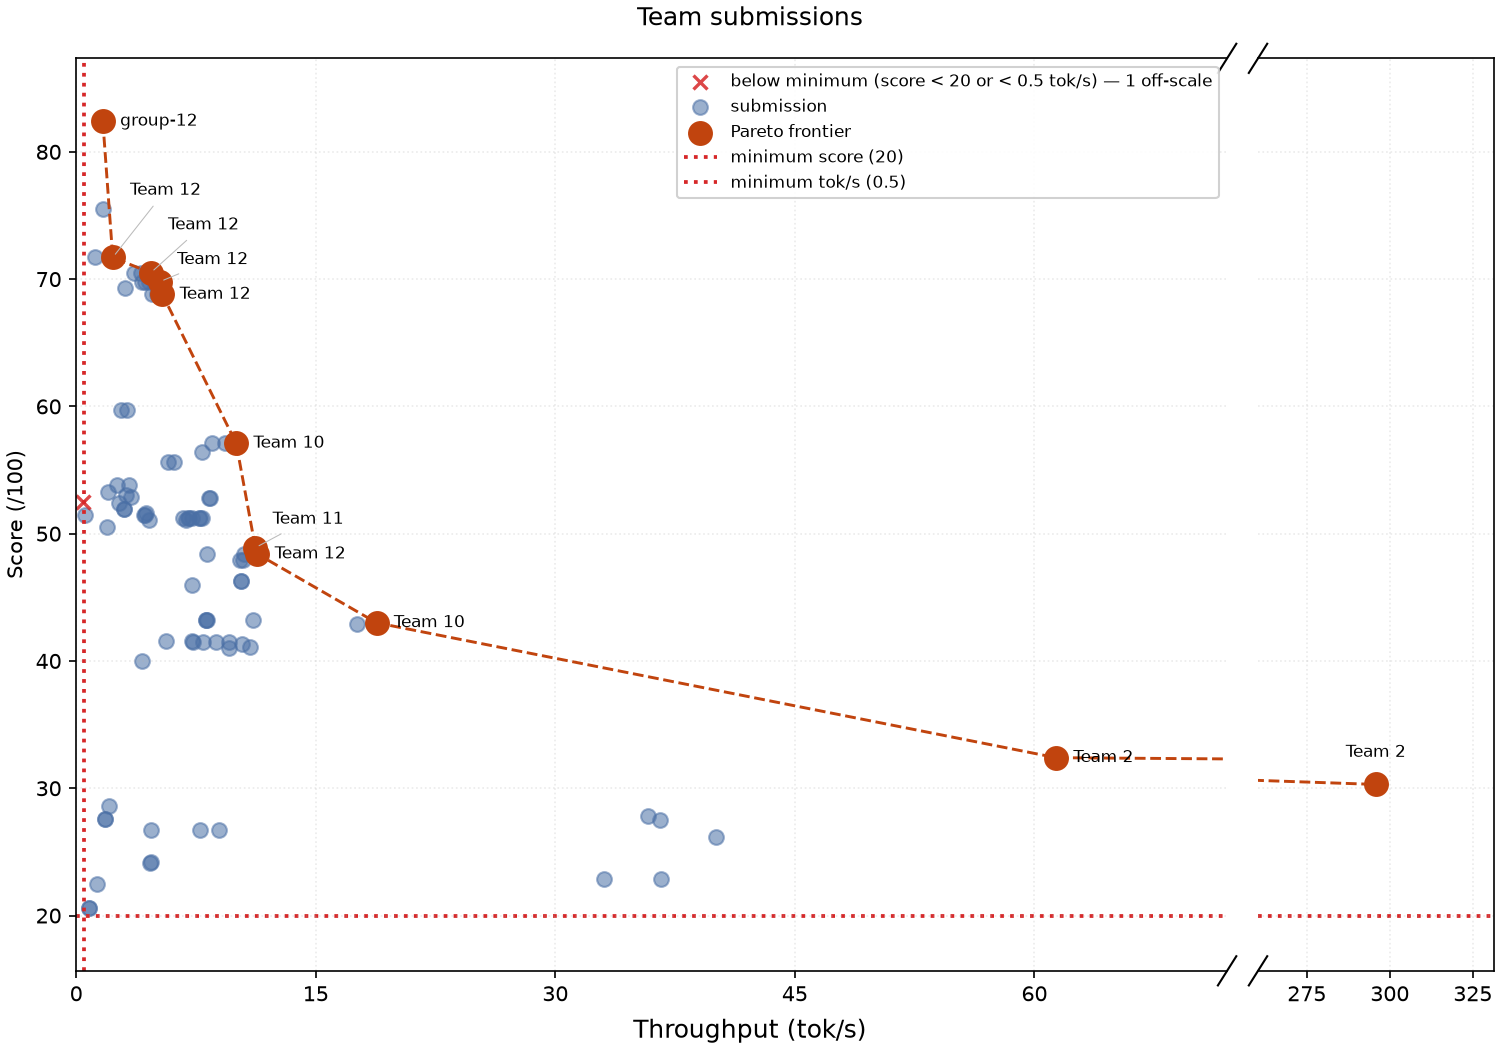 Team submissions
below minimum (score < 20 or < 0.5 tok/s) — 1 off-scale
submission
Pareto frontier
minimum score (20)
minimum tok/s (0.5)
group-12
Team 12
Team 12
Team 12
Team 12
Team 10
Team 11
Team 12
Team 10
Team 2
Team 2
Score (/100)
80
70
60
50
40
30
20
0
15
30
45
60
275
300
325
Throughput (tok/s)